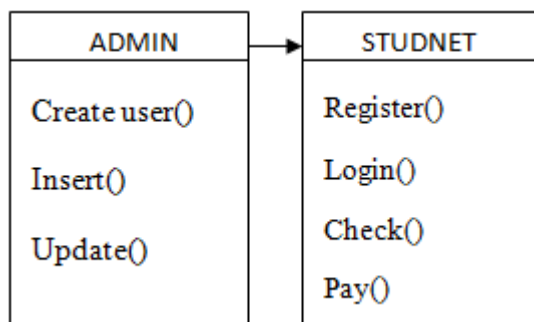 ADMIN
Create user()
Insert()
Update()
STUDNET
Register()
Login()
Check()
Pay()